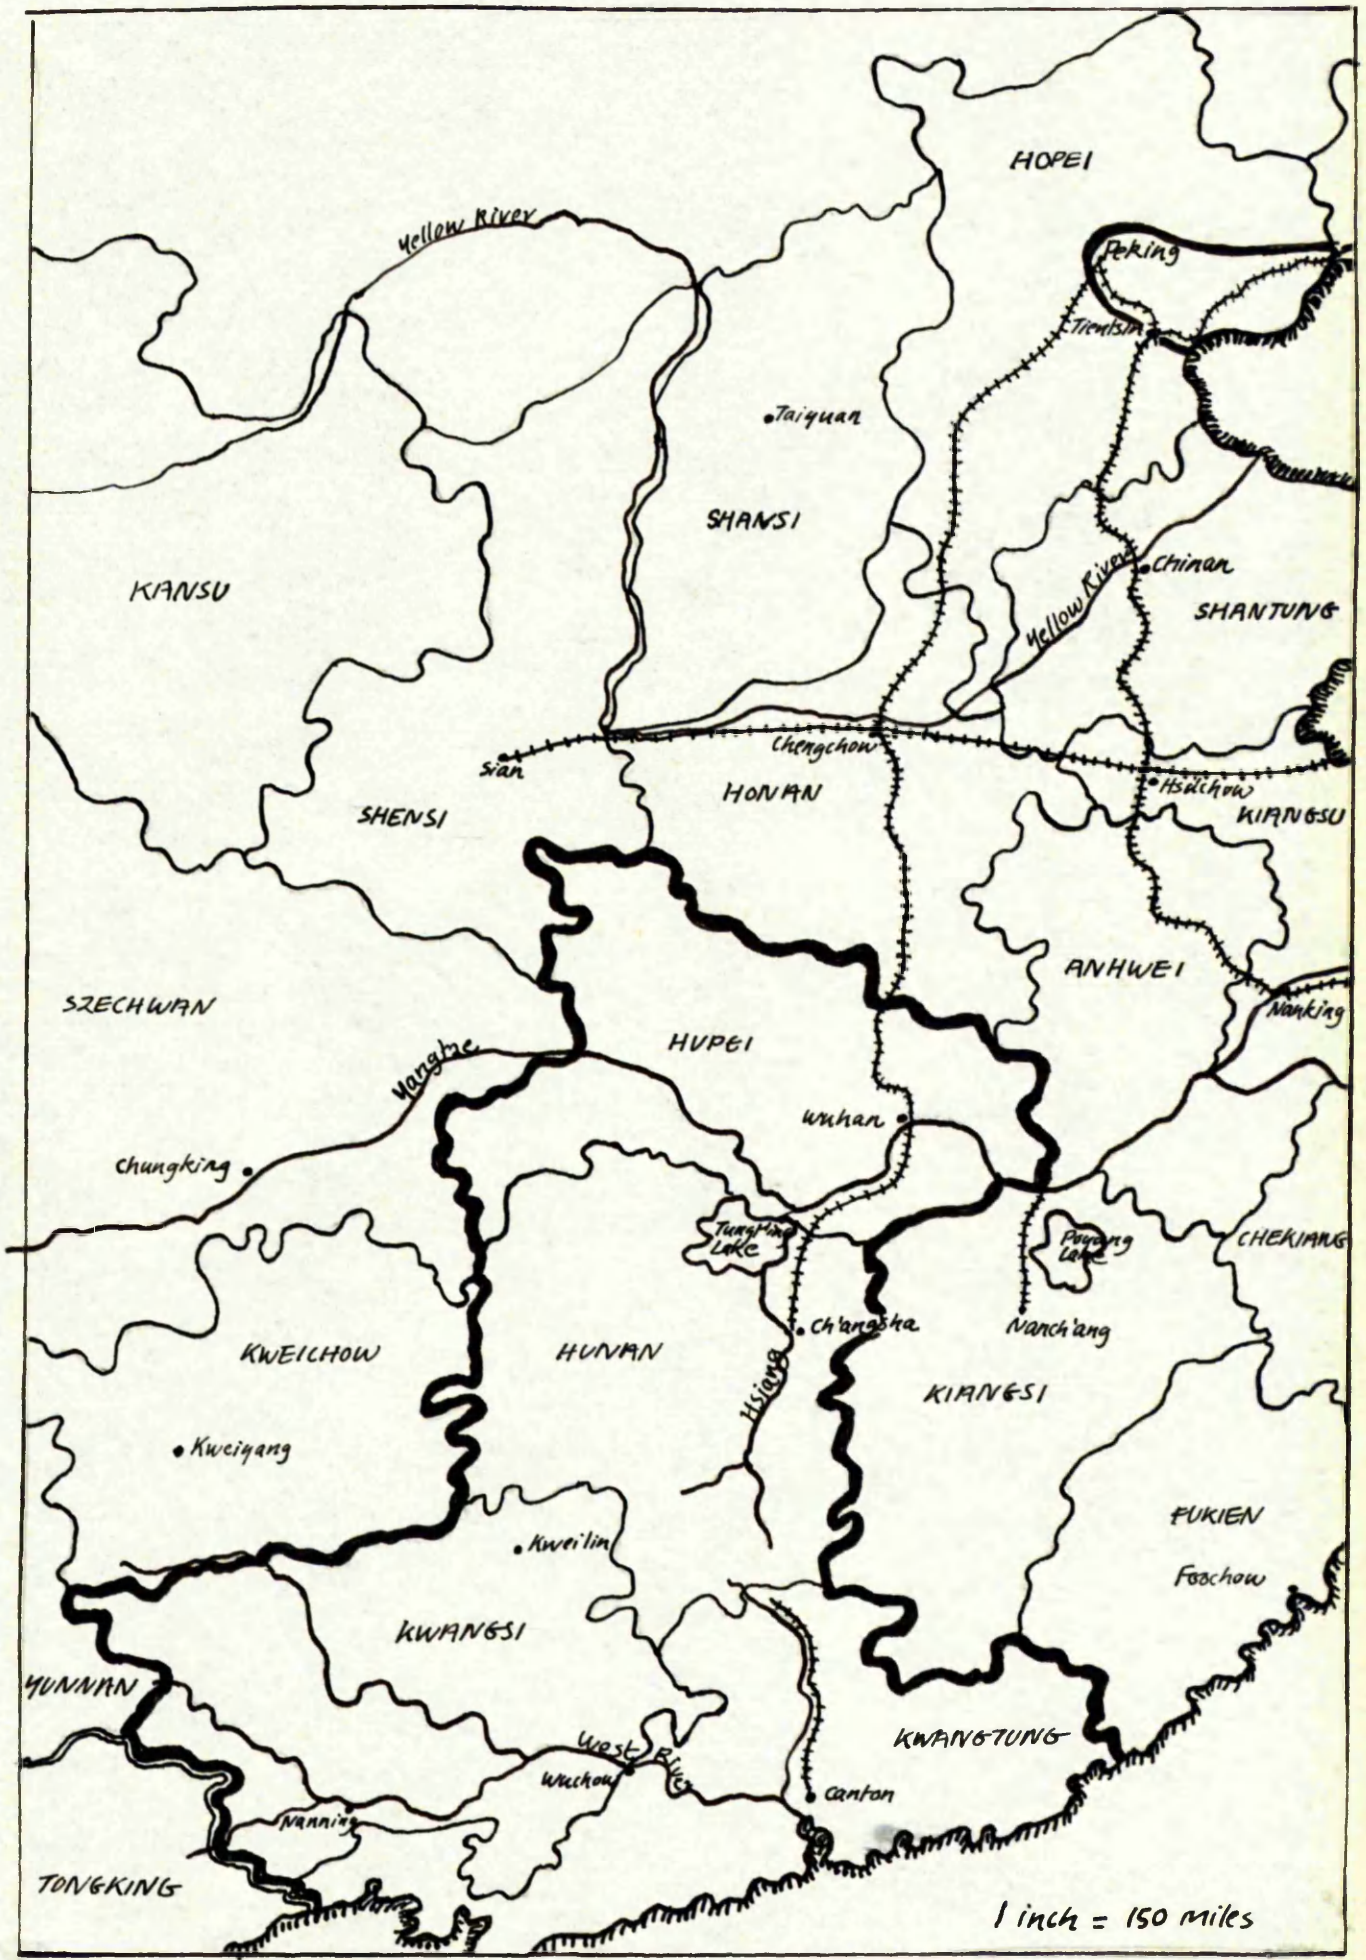 HOPEI
Yellow River
Peking
Tientsin
Taiyuan
SHANSI
Chinan
KANSU
Yellow River
SHANTUNG
Chengchow
Sian
HONAN
Hsüchow
SHENSI
KIANGSU
ANHWEI
SZECHWAN
Nanking
HUPEI
Yangtze
Wuhan
Chungking
Tungting
Lake
Poyang
Lake
CHEKIANG
Ch'angsha
Nanch'ang
KWEICHOW
HUNAN
Hsiang
KIANGSI
Kweiyang
FUKIEN
Kweilin
Foochow
KWANGSI
YUNNAN
KWANGTUNG
West River
Wuchow
Canton
Nanning
TONGKING
1 inch = 150 miles